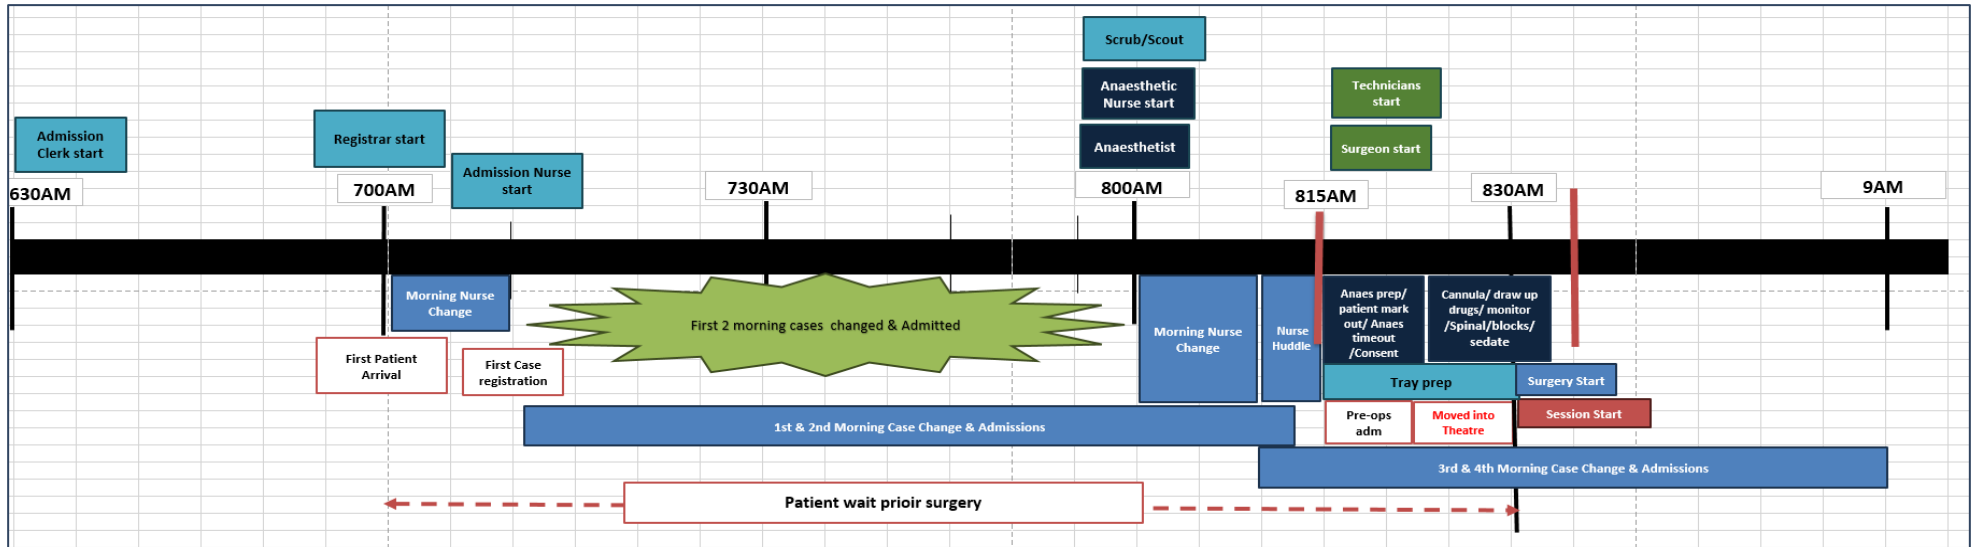 Scrub/Scout
Anaesthetic
Nurse start
Anaesthetist
Technicians
start
Surgeon start
Admission
Clerk start
Registrar start
Admission Nurse
start
630AM
700AM
730AM
800AM
815AM
830AM
9AM
Morning Nurse
Change
First 2 morning cases  changed & Admitted
Morning Nurse
Change
Nurse
Huddle
Anaes prep/
patient mark
out/ Anaes
timeout
/Consent
Cannula/ draw up
drugs/ monitor
/Spinal/blocks/
sedate
First Patient
Arrival
First Case
registration
Tray prep
Surgery Start
Pre-ops
adm
Moved into
Theatre
Session Start
1st & 2nd Morning Case Change & Admissions
3rd & 4th Morning Case Change & Admissions
Patient wait prioir surgery